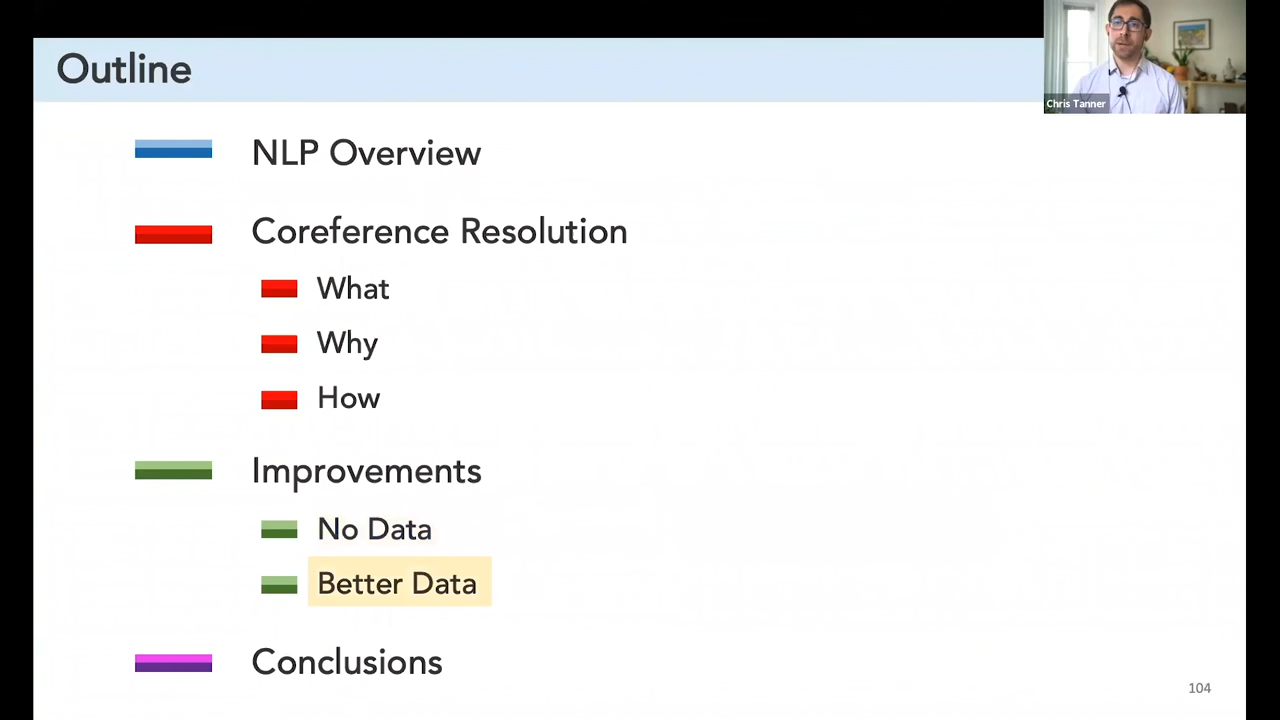 Outline
Chris Tanner
NLP Overview
Coreference Resolution
What
Why
How
Improvements
No Data
Better Data
Conclusions
104